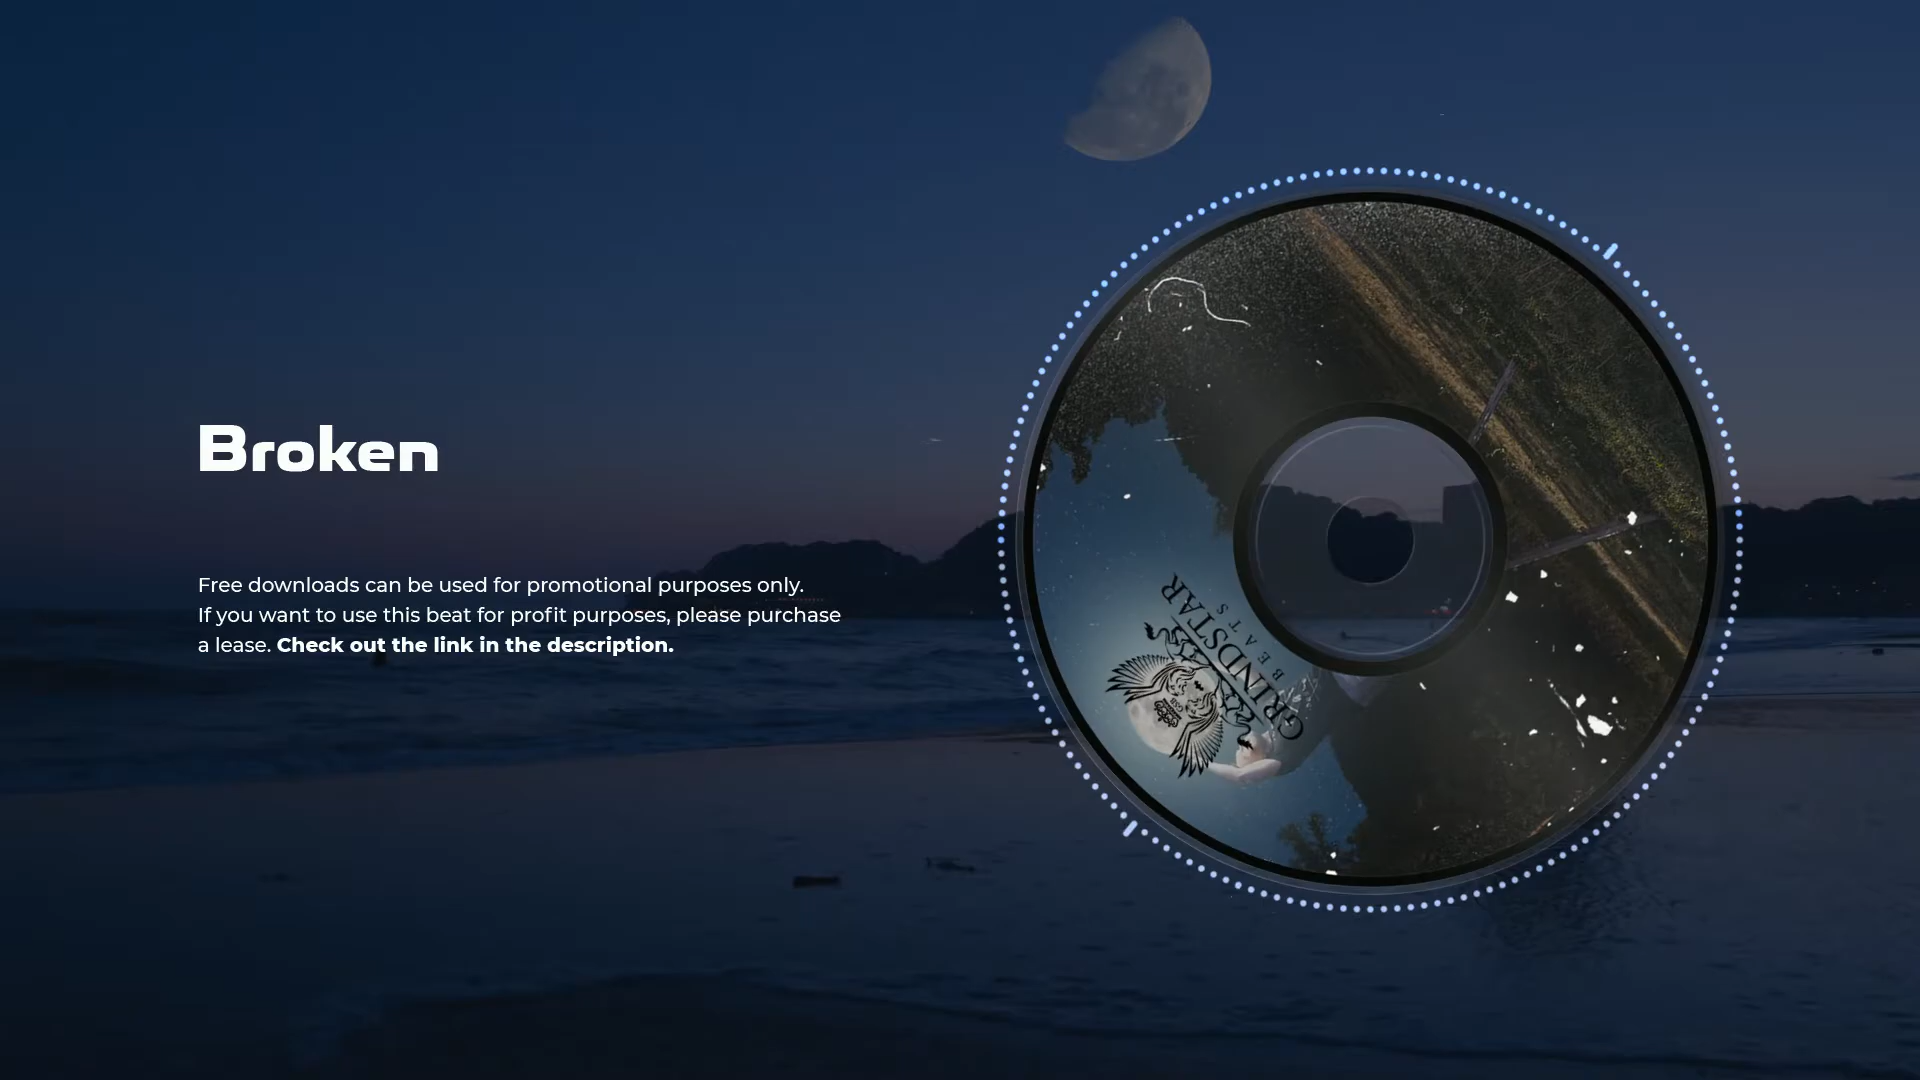 Broken
Free downloads can be used for promotional purposes only.
If you want to use this beat for profit purposes, please purchase
a lease. Check out the link in the description.
GRINDSTAR
BEATS